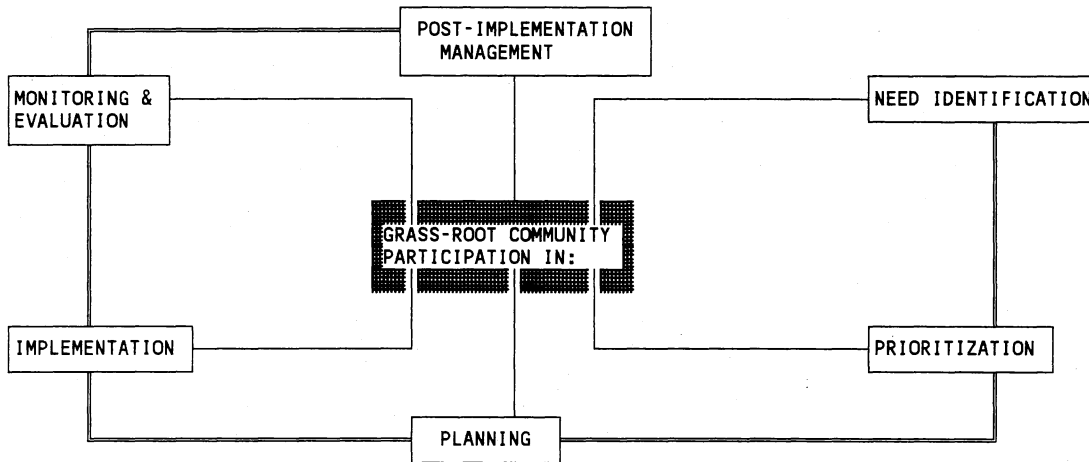 POST-IMPLEMENTATION
MANAGEMENT
MONITORING &
EVALUATION
NEED IDENTIFICATION
GRASS-ROOT COMMUNITY
PARTICIPATION IN:
IMPLEMENTATION
PRIORITIZATION
PLANNING